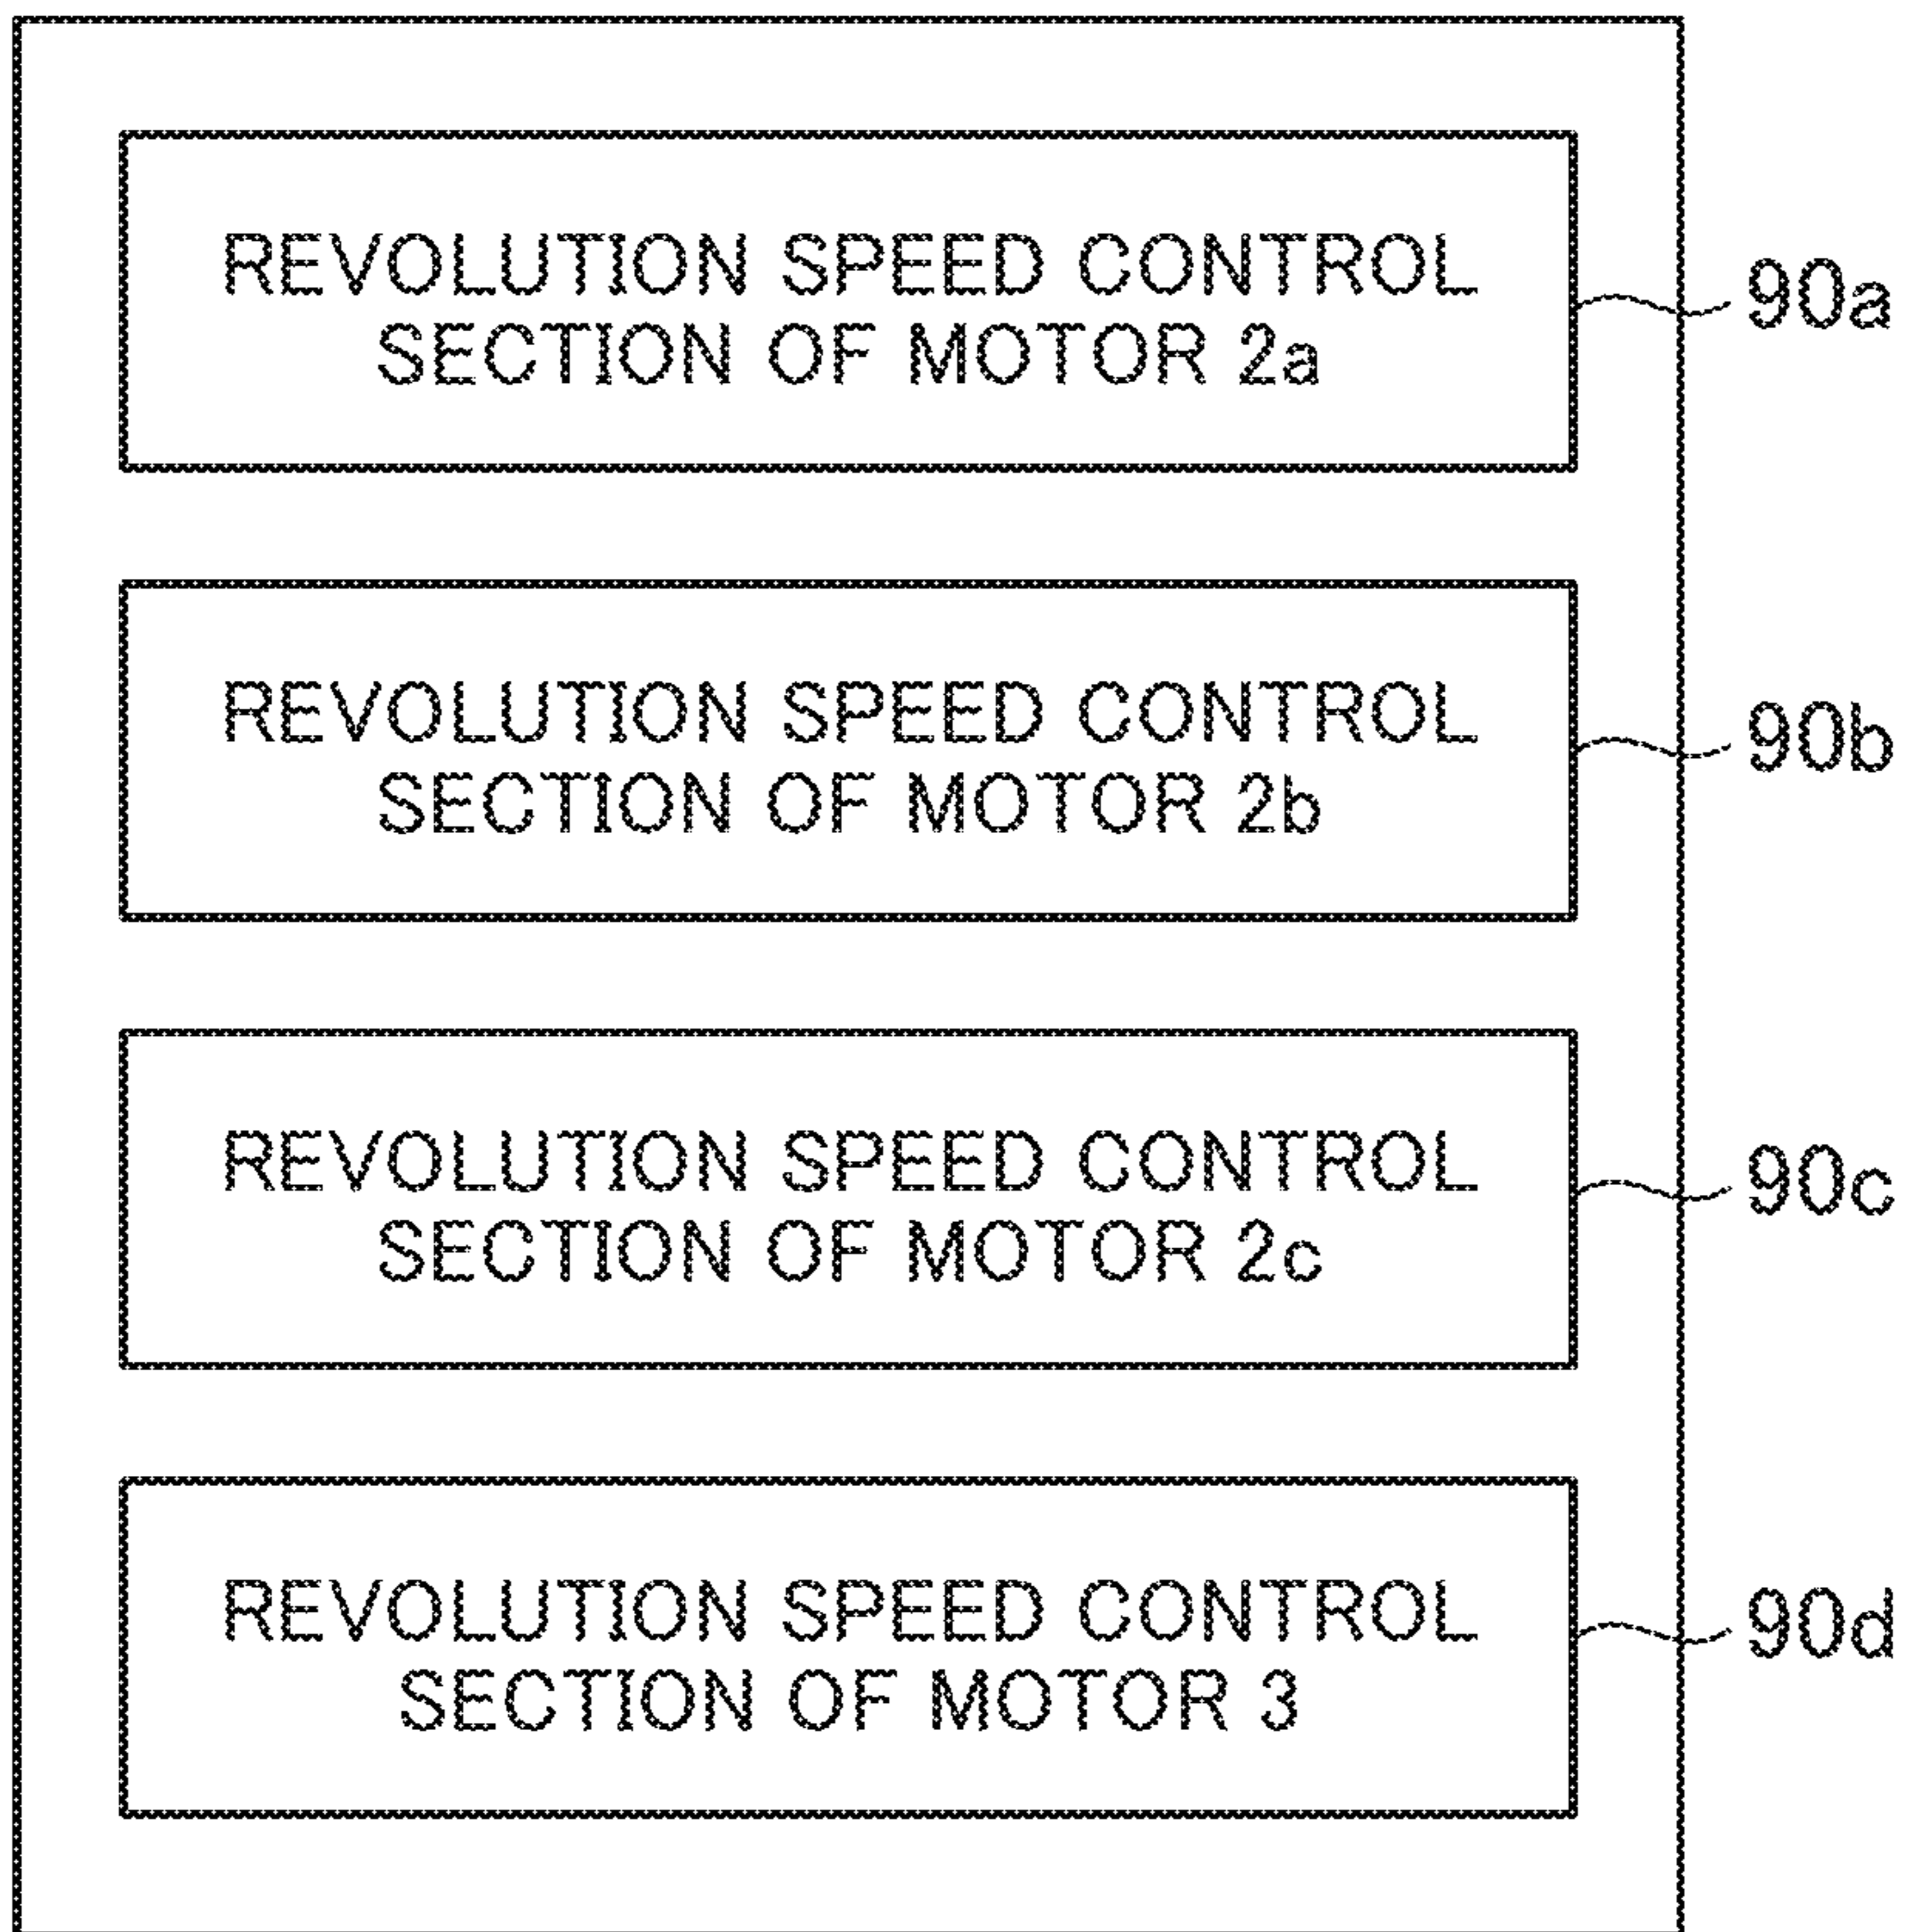 REVOLUTION SPEED CONTROL
SECTION OF MOTOR 2a
90a
REVOLUTION SPEED CONTROL
SECTION OF MOTOR 2b
90b
REVOLUTION SPEED CONTROL
SECTION OF MOTOR 2c
90c
REVOLUTION SPEED CONTROL
SECTION OF MOTOR 3
90d